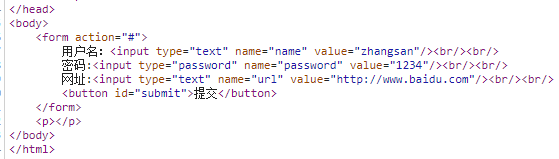 </head>
<body>
<form action="#">
用户名：<input type="text" name="name" value="zhangsan"/><br/><br/>
密码:<input type="password" name="password" value="1234"/><br/><br/>
网址:<input type="text" name="url" value="http://www.baidu.com"/><br/><br/>
<button id="submit">提交</button>
</form>
<p></p>
</body>
</html>